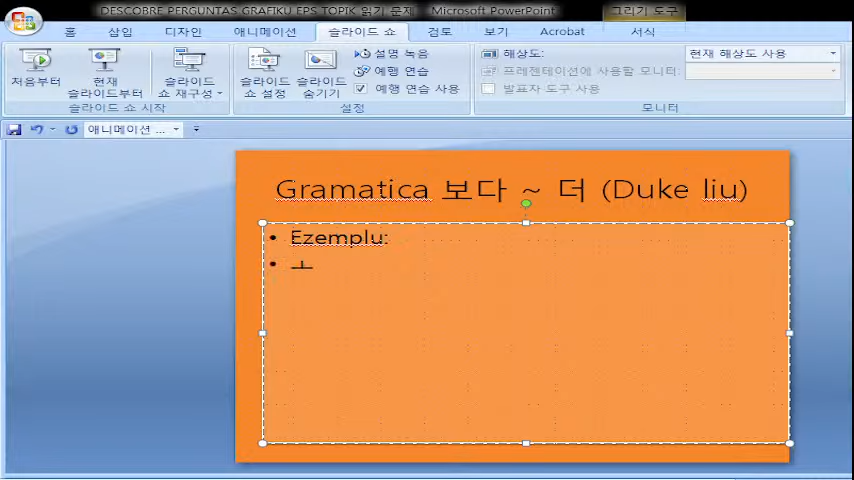 DESCOBRE PERGUNTAS GRAFIKU EPS TOPIK 읽기 문제 - Microsoft PowerPoint 그리기 도구
홈 삽입 디자인 애니메이션 슬라이드 쇼 검토 보기 Acrobat 서식
처음부터
현재
슬라이드부터
슬라이드
쇼 재구성
슬라이드 쇼 시작
슬라이드
쇼 설정
슬라이드
숨기기
설명 녹음
예행 연습
예행 연습 사용
설정
해상도: 현재 해상도 사용
프레젠테이션에 사용할 모니터:
발표자 도구 사용
모니터
애니메이션 ...
Gramatica 보다 ~ 더 (Duke liu)
• Ezemplu:
• ㅗ